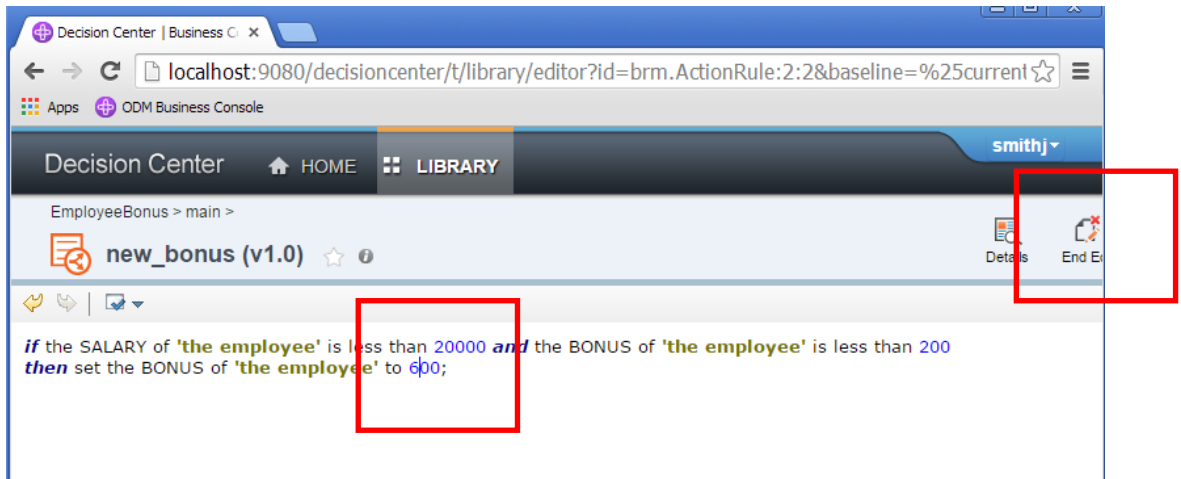 Decision Center | Business C
localhost:9080/decisioncenter/t/library/editor?id=brm.ActionRule:2:2&baseline=%25current
Apps ODM Business Console
smithj
Decision Center HOME LIBRARY
EmployeeBonus > main >
new_bonus (v1.0)
Details End E
if the SALARY of 'the employee' is less than 20000 and the BONUS of 'the employee' is less than 200
then set the BONUS of 'the employee' to 600;